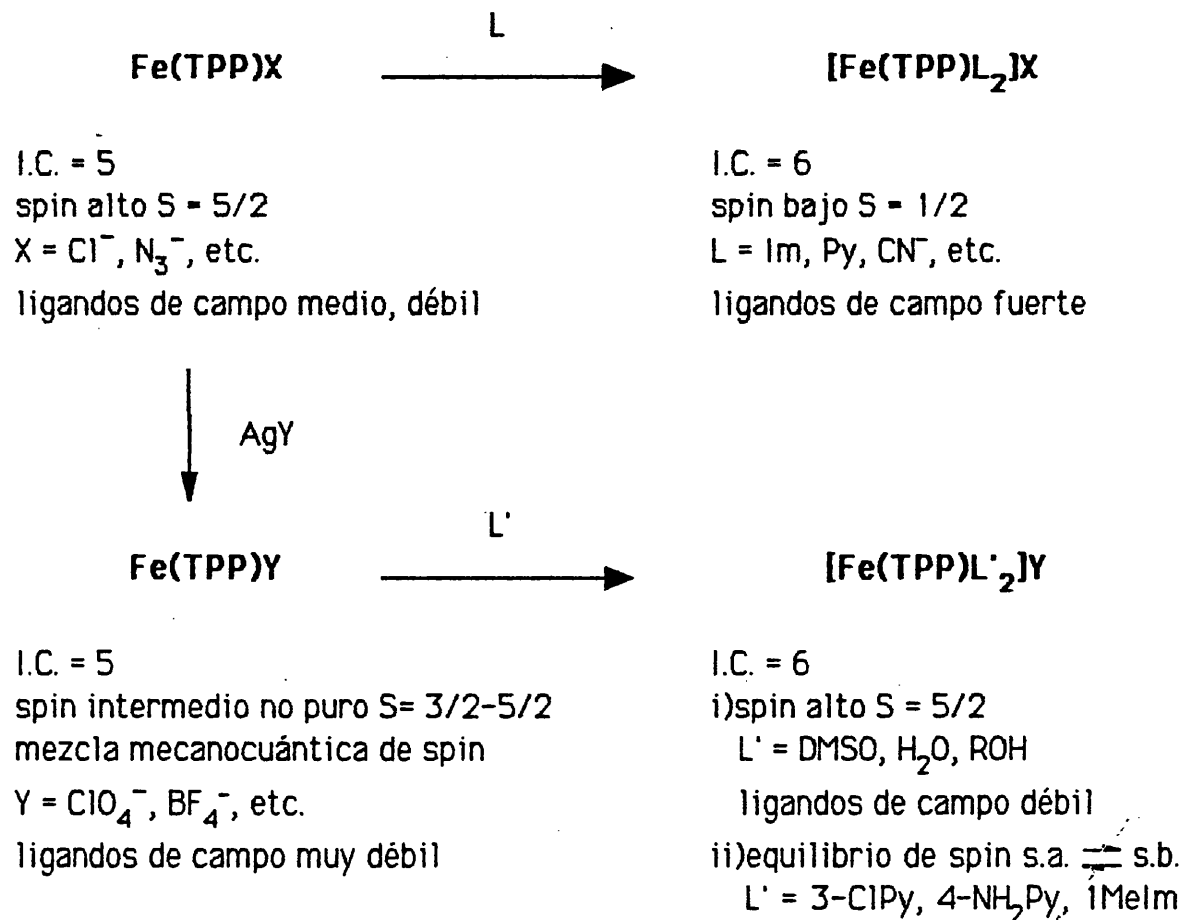 L
Fe(TPP)X
[Fe(TPP)L₂]X
I.C. = 5
spin alto S = 5/2
X = Cl⁻, N₃⁻, etc.
ligandos de campo medio, débil
I.C. = 6
spin bajo S = 1/2
L = Im, Py, CN⁻, etc.
ligandos de campo fuerte
AgY
L'
Fe(TPP)Y
[Fe(TPP)L'₂]Y
I.C. = 5
spin intermedio no puro S= 3/2-5/2
mezcla mecanocuántica de spin
Y = ClO₄⁻, BF₄⁻, etc.
ligandos de campo muy débil
I.C. = 6
i)spin alto S = 5/2
L' = DMSO, H₂O, ROH
ligandos de campo débil
ii)equilibrio de spin s.a. ⇌ s.b.
L' = 3-ClPy, 4-NH₂Py, 1MeIm